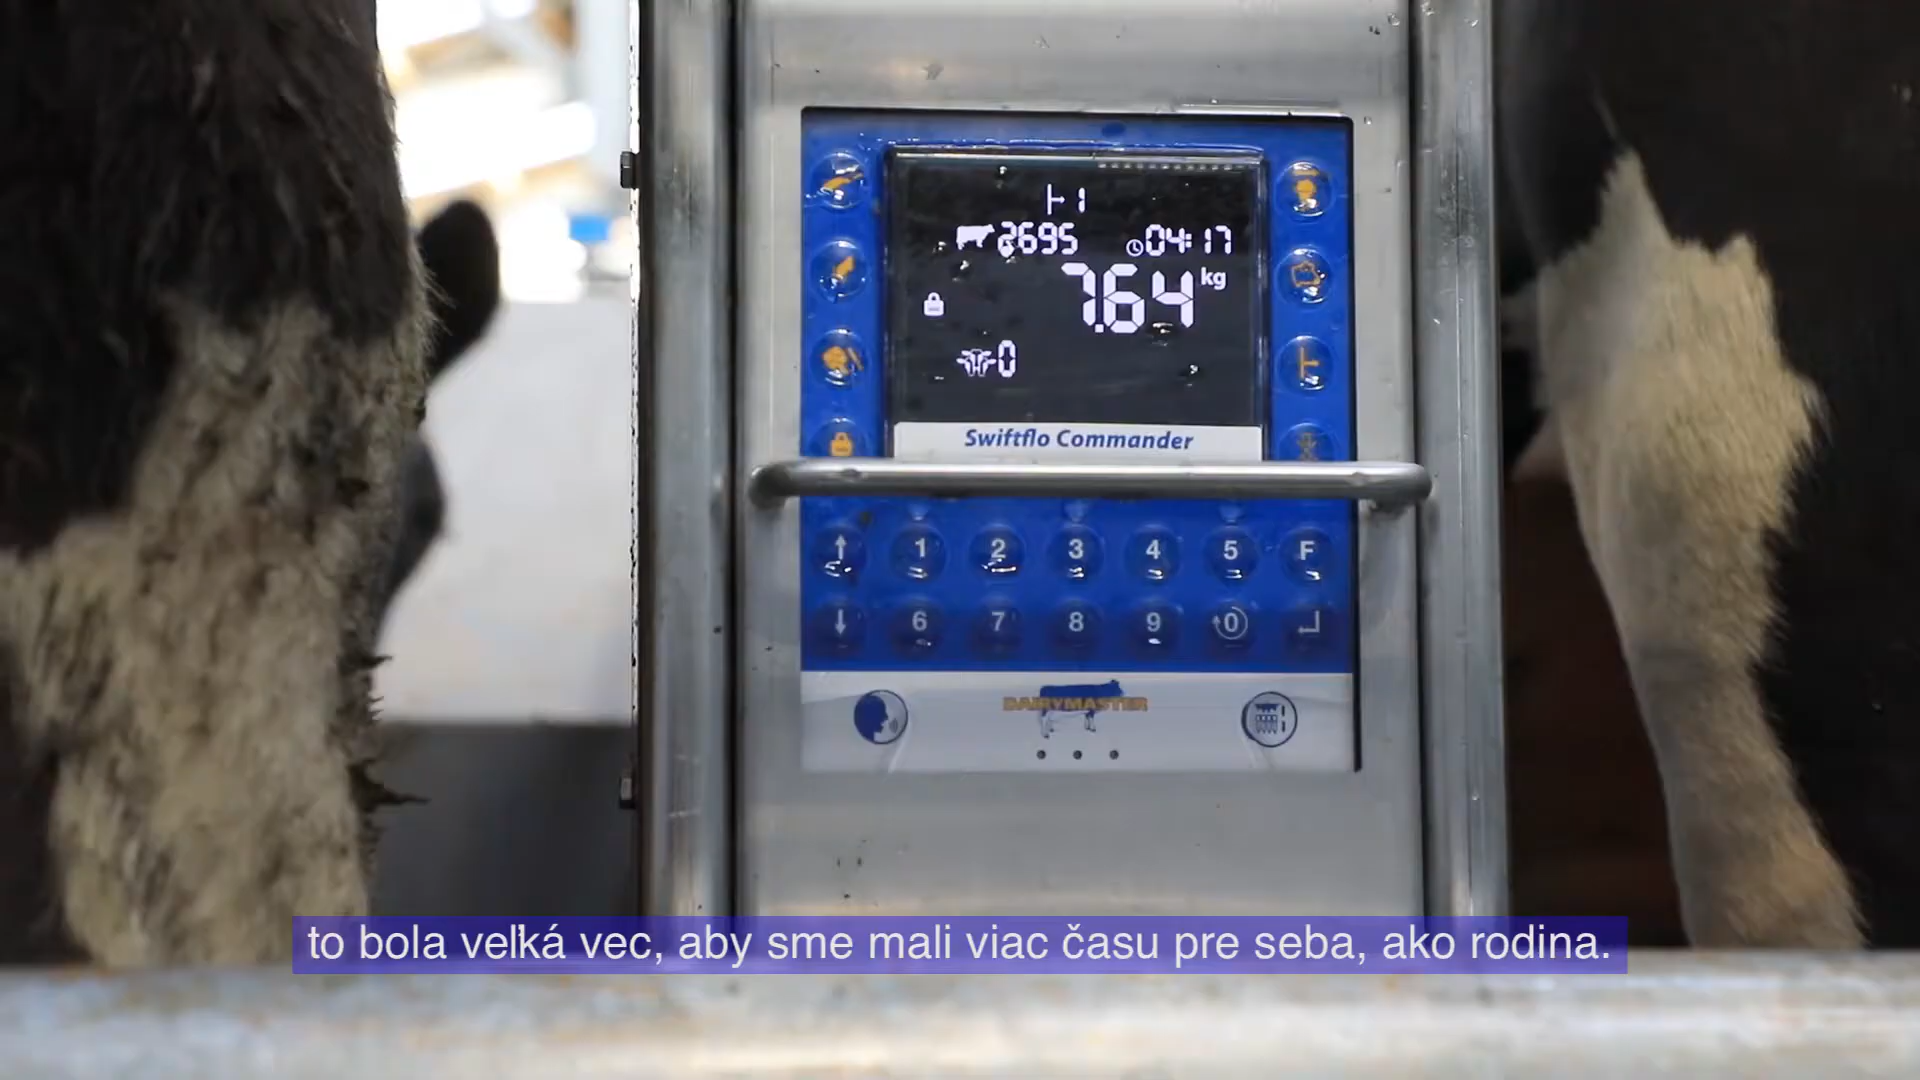 1
2695 04:17
7.64 kg
0
Swiftflo Commander
1 2 3 4 5 F
6 7 8 9 0
DAIRYMASTER
to bola veľká vec, aby sme mali viac času pre seba, ako rodina.